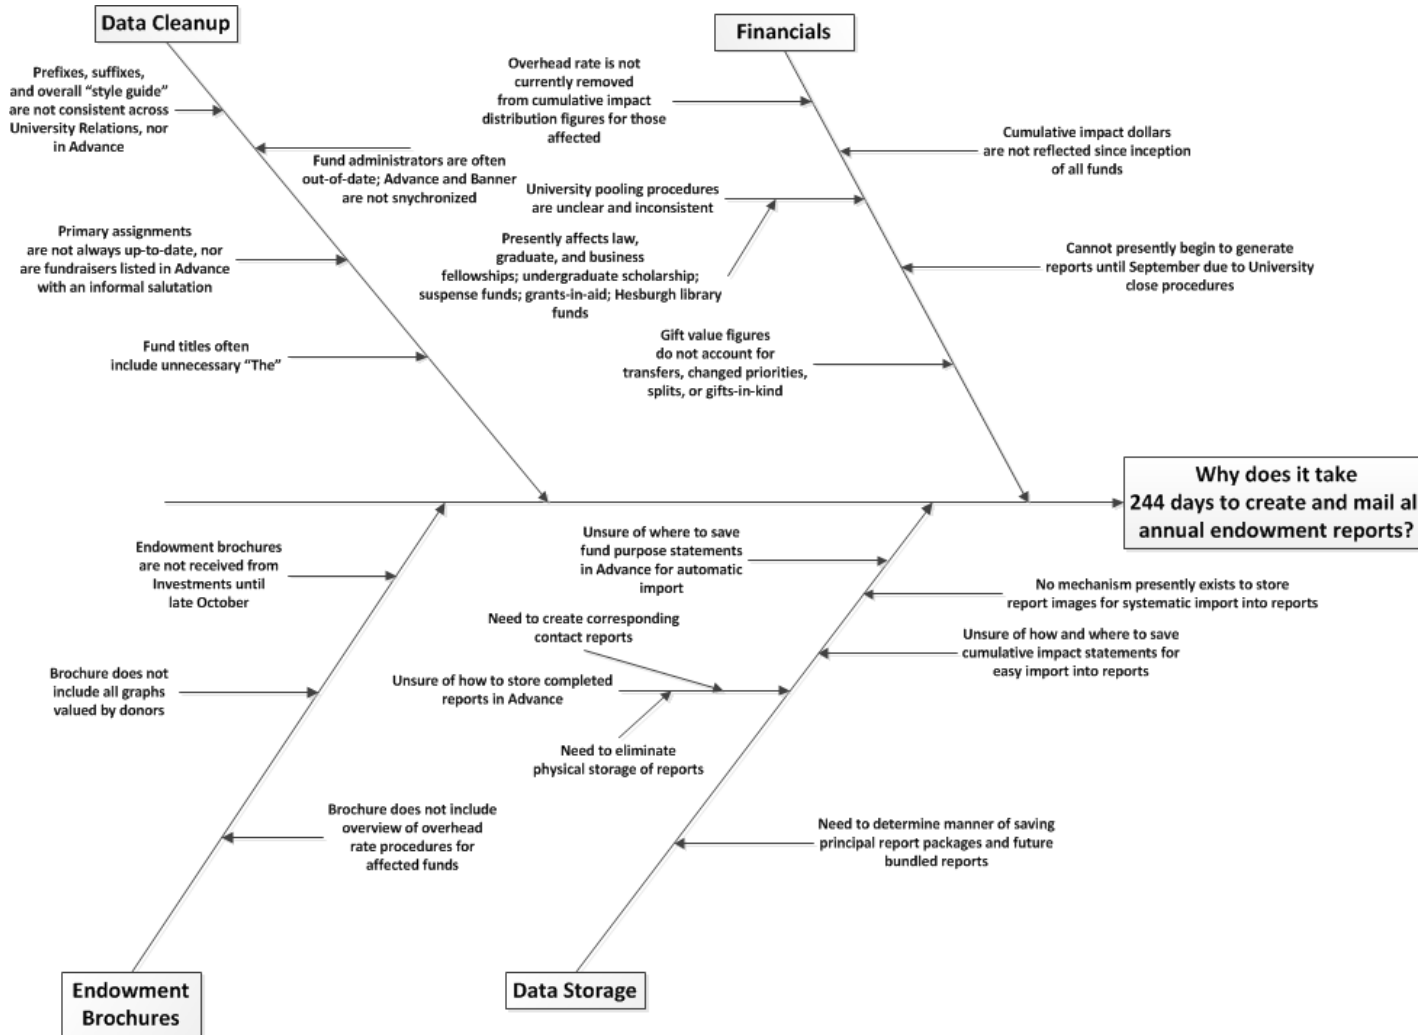 Data Cleanup
Prefixes, suffixes,
and overall “style guide”
are not consistent across
University Relations, nor
in Advance
Fund administrators are often
out-of-date; Advance and Banner
are not snychronized
Primary assignments
are not always up-to-date, nor
are fundraisers listed in Advance
with an informal salutation
Fund titles often
include unnecessary “The”
Financials
Overhead rate is not
currently removed
from cumulative impact
distribution figures for those
affected
Cumulative impact dollars
are not reflected since inception
of all funds
University pooling procedures
are unclear and inconsistent
Presently affects law,
graduate, and business
fellowships; undergraduate scholarship;
suspense funds; grants-in-aid; Hesburgh library
funds
Cannot presently begin to generate
reports until September due to University
close procedures
Gift value figures
do not account for
transfers, changed priorities,
splits, or gifts-in-kind
Why does it take
244 days to create and mail al
annual endowment reports?
Endowment brochures
are not received from
Investments until
late October
Brochure does not
include all graphs
valued by donors
Brochure does not include
overview of overhead
rate procedures for
affected funds
Endowment
Brochures
Unsure of where to save
fund purpose statements
in Advance for automatic
import
No mechanism presently exists to store
report images for systematic import into reports
Need to create corresponding
contact reports
Unsure of how and where to save
cumulative impact statements for
easy import into reports
Unsure of how to store completed
reports in Advance
Need to eliminate
physical storage of reports
Need to determine manner of saving
principal report packages and future
bundled reports
Data Storage